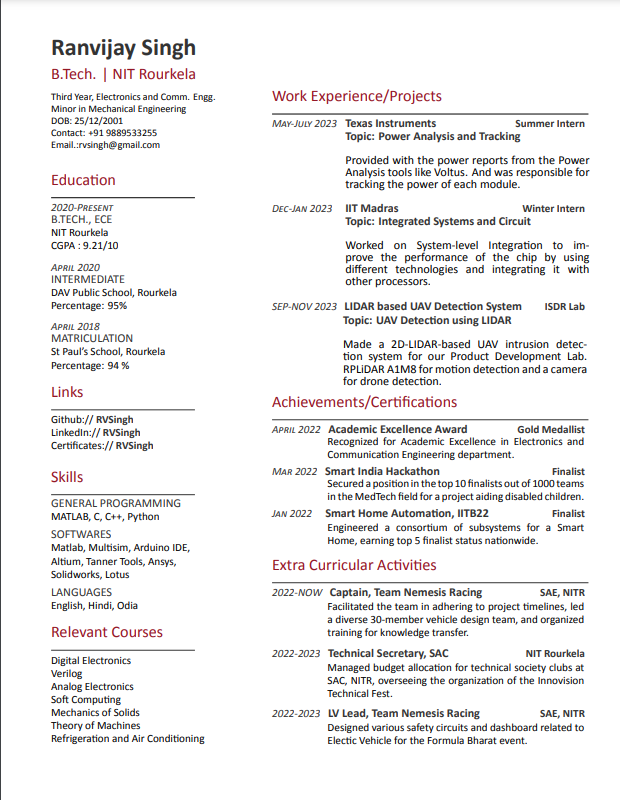 Ranvijay Singh
B.Tech. | NIT Rourkela
Third Year, Electronics and Comm. Engg.
Minor in Mechanical Engineering
DOB: 25/12/2001
Contact: +91 9889533255
Email.:rvsingh@gmail.com
Education
2020-Present
B.TECH., ECE
NIT Rourkela
CGPA : 9.21/10
April 2020
INTERMEDIATE
DAV Public School, Rourkela
Percentage: 95%
April 2018
MATRICULATION
St Paul's School, Rourkela
Percentage: 94 %
Links
Github:// RVSingh
LinkedIn:// RVSingh
Certificates:// RVSingh
Skills
GENERAL PROGRAMMING
MATLAB, C, C++, Python
SOFTWARES
Matlab, Multisim, Arduino IDE,
Altium, Tanner Tools, Ansys,
Solidworks, Lotus
LANGUAGES
English, Hindi, Odia
Relevant Courses
Digital Electronics
Verilog
Analog Electronics
Soft Computing
Mechanics of Solids
Theory of Machines
Refrigeration and Air Conditioning
Work Experience/Projects
May-July 2023 Texas Instruments Summer Intern
Topic: Power Analysis and Tracking
Provided with the power reports from the Power
Analysis tools like Voltus. And was responsible for
tracking the power of each module.
Dec-Jan 2023 IIT Madras Winter Intern
Topic: Integrated Systems and Circuit
Worked on System-level Integration to im-
prove the performance of the chip by using
different technologies and integrating it with
other processors.
SEP-NOV 2023 LIDAR based UAV Detection System ISDR Lab
Topic: UAV Detection using LIDAR
Made a 2D-LIDAR-based UAV intrusion detec-
tion system for our Product Development Lab.
RPLiDAR A1M8 for motion detection and a camera
for drone detection.
Achievements/Certifications
April 2022 Academic Excellence Award Gold Medallist
Recognized for Academic Excellence in Electronics and
Communication Engineering department.
Mar 2022 Smart India Hackathon Finalist
Secured a position in the top 10 finalists out of 1000 teams
in the MedTech field for a project aiding disabled children.
Jan 2022 Smart Home Automation, IITB22 Finalist
Engineered a consortium of subsystems for a Smart
Home, earning top 5 finalist status nationwide.
Extra Curricular Activities
2022-Now Captain, Team Nemesis Racing SAE, NITR
Facilitated the team in adhering to project timelines, led
a diverse 30-member vehicle design team, and organized
training for knowledge transfer.
2022-2023 Technical Secretary, SAC NIT Rourkela
Managed budget allocation for technical society clubs at
SAC, NITR, overseeing the organization of the Innovision
Technical Fest.
2022-2023 LV Lead, Team Nemesis Racing SAE, NITR
Designed various safety circuits and dashboard related to
Electic Vehicle for the Formula Bharat event.